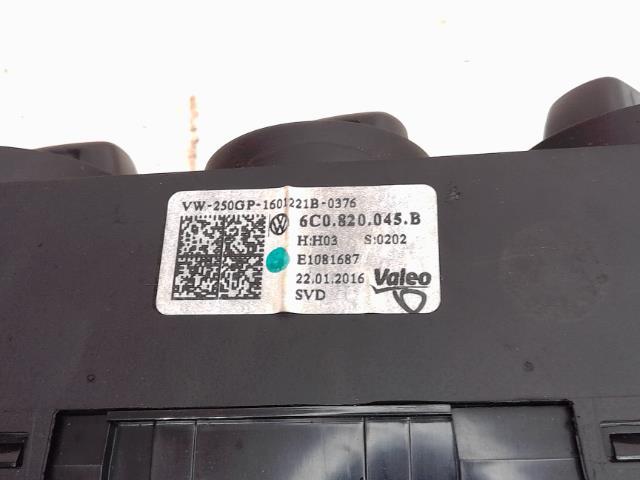 VW-250GP-1601221B-0376
6C0.820.045.B
H:H03 S:0202
E1081687
22.01.2016
SVD
Valeo